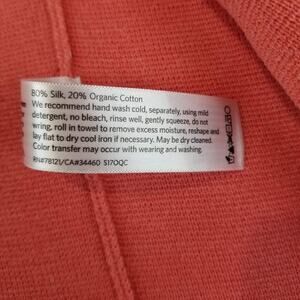 80% Silk, 20% Organic Cotton
We recommend hand wash cold, separately, using mild
detergent, no bleach, rinse well, gently squeeze, do not
wring, roll in towel to remove excess moisture, reshape and
lay flat to dry cool iron if necessary. May be dry cleaned.
Color transfer may occur with wearing and washing.
RN#78121/CA#34460 S17OQC